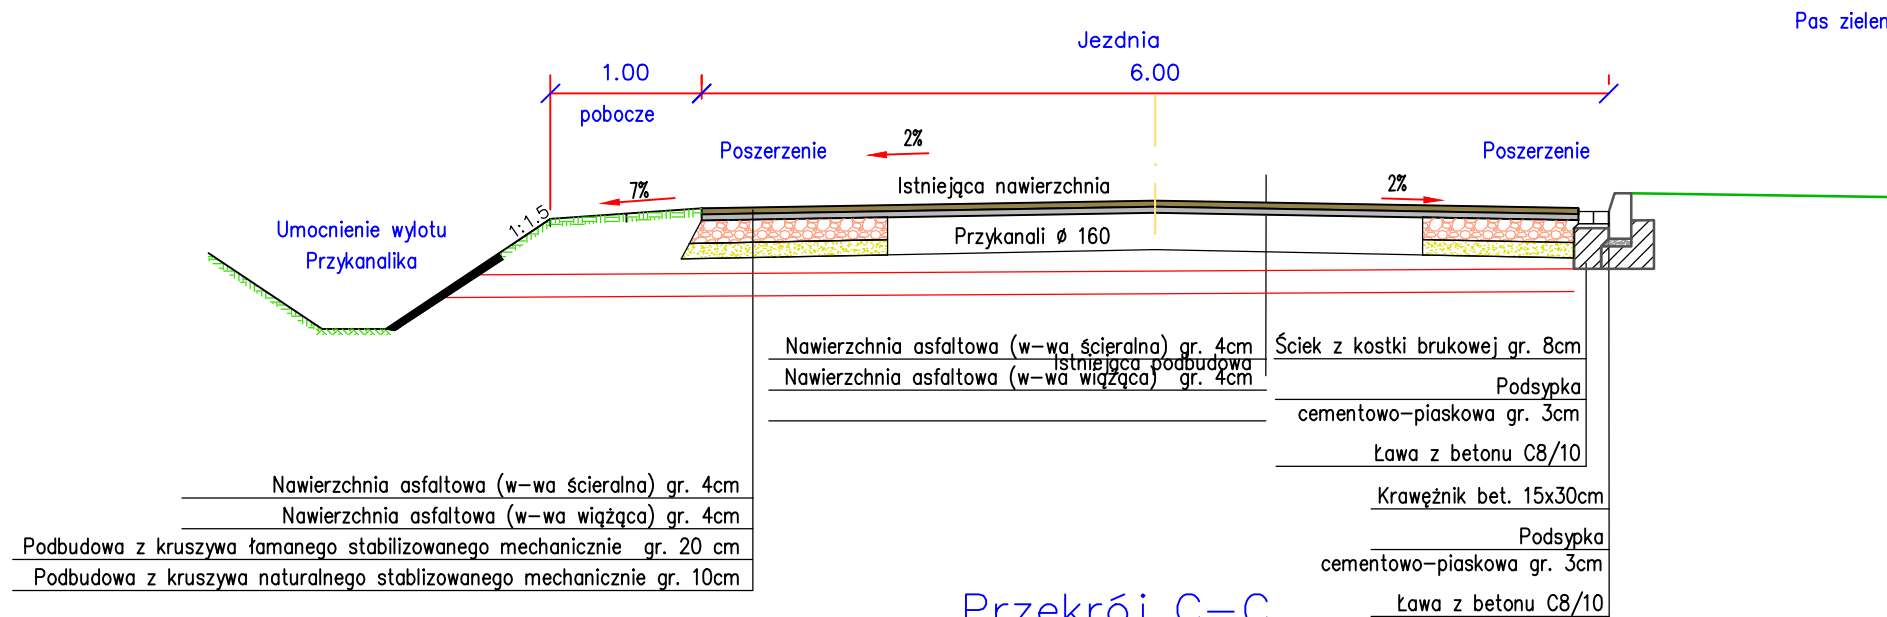 Pas zielen
Jezdnia
1.00
6.00
pobocze
Poszerzenie
2%
Poszerzenie
7%
Istniejąca nawierzchnia
2%
1:1.5
Umocnienie wylotu
Przykanalika
Przykanali ø 160
Nawierzchnia asfaltowa (w-wa ścieralna) gr. 4cm
Istniejąca podbudowa
Nawierzchnia asfaltowa (w-wa wiążąca) gr. 4cm
Ściek z kostki brukowej gr. 8cm
Podsypka
cementowo-piaskowa gr. 3cm
Ława z betonu C8/10
Nawierzchnia asfaltowa (w-wa ścieralna) gr. 4cm
Nawierzchnia asfaltowa (w-wa wiążąca) gr. 4cm
Podbudowa z kruszywa łamanego stabilizowanego mechanicznie gr. 20 cm
Podbudowa z kruszywa naturalnego stablizowanego mechanicznie gr. 10cm
Krawężnik bet. 15x30cm
Podsypka
cementowo-piaskowa gr. 3cm
Ława z betonu C8/10
Przekrój C-C